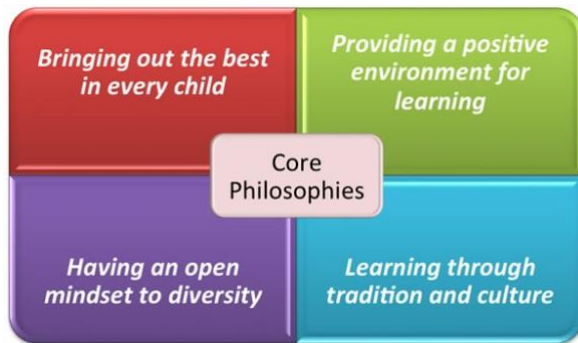 Bringing out the best
in every child
Providing a positive
environment for
learning
Core
Philosophies
Having an open
mindset to diversity
Learning through
tradition and culture